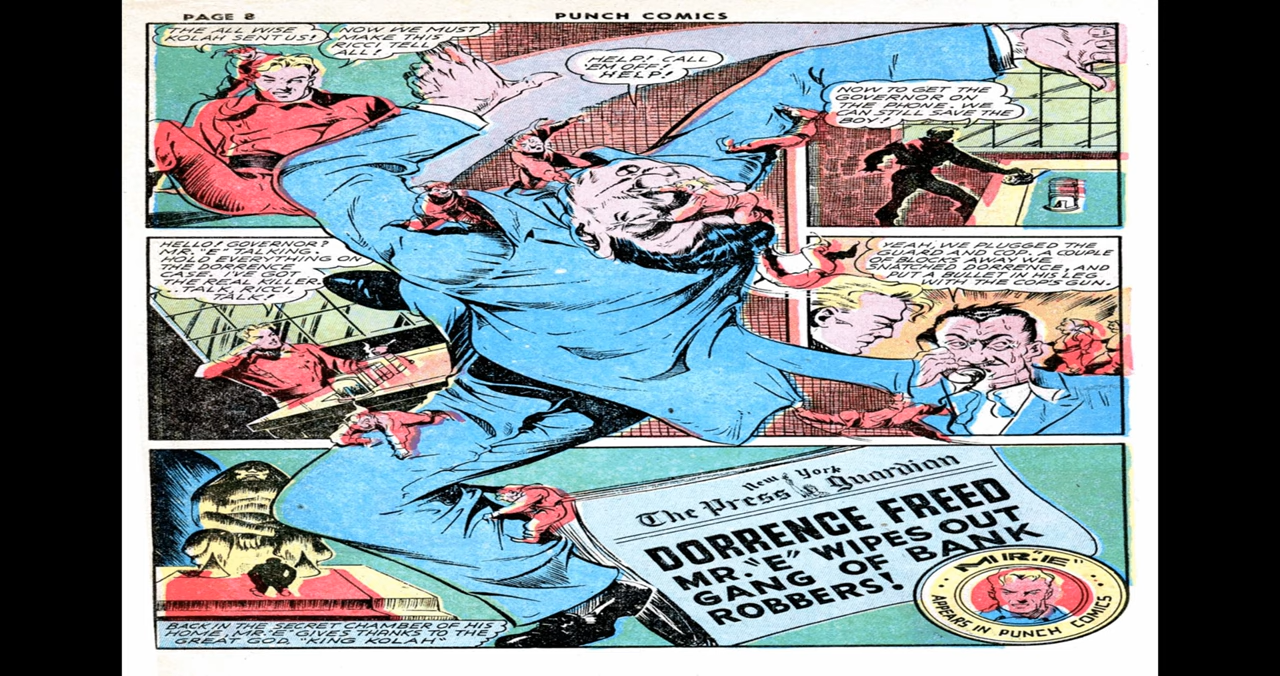 PAGE 8
PUNCH COMICS
THE ALL WISE
KOLAH SENT US!
NOW WE MUST
MAKE THIS
RICCI, TELL
ALL!
HELP! CALL
'EM OFF!
HELP!
NOW TO GET THE
GOVERNOR ON
THE PHONE. WE
CAN STILL SAVE THE
BOY!
HELLO! GOVERNOR?
MR "E" TALKING.
HOLD EVERYTHING ON
THE DORRENCE
CASE. I'VE GOT
THE REAL KILLER.
TALK, RICCI,
TALK!
YEAH, WE PLUGGED THE
GUARD AND COP. A COUPLE
OF BLOCKS AWAY WE
SNATCHED DORRENCE, AND
PUT A BULLET IN HIS LEG
WITH THE COPS GUN.
New York
The Press Guardian
DORRENCE FREED
MR. "E" WIPES OUT
GANG OF BANK
ROBBERS!
MR. "E"
APPEARS IN PUNCH COMICS
BACK IN THE SECRET CHAMBER OF HIS
HOME, MR. "E" GIVES THANKS TO THE
GREAT GOD, "KING KOLAH"